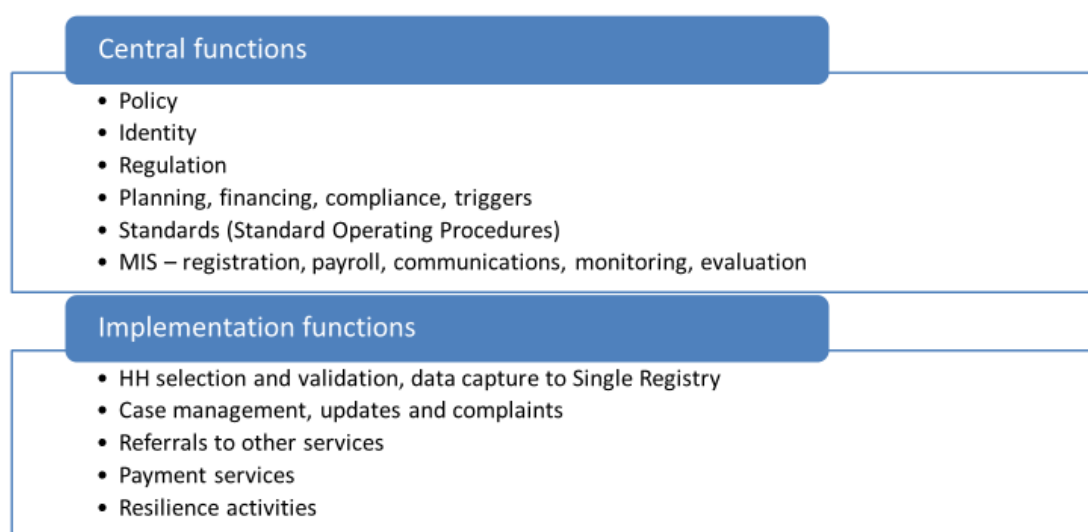 Central functions
• Policy
• Identity
• Regulation
• Planning, financing, compliance, triggers
• Standards (Standard Operating Procedures)
• MIS – registration, payroll, communications, monitoring, evaluation
Implementation functions
• HH selection and validation, data capture to Single Registry
• Case management, updates and complaints
• Referrals to other services
• Payment services
• Resilience activities